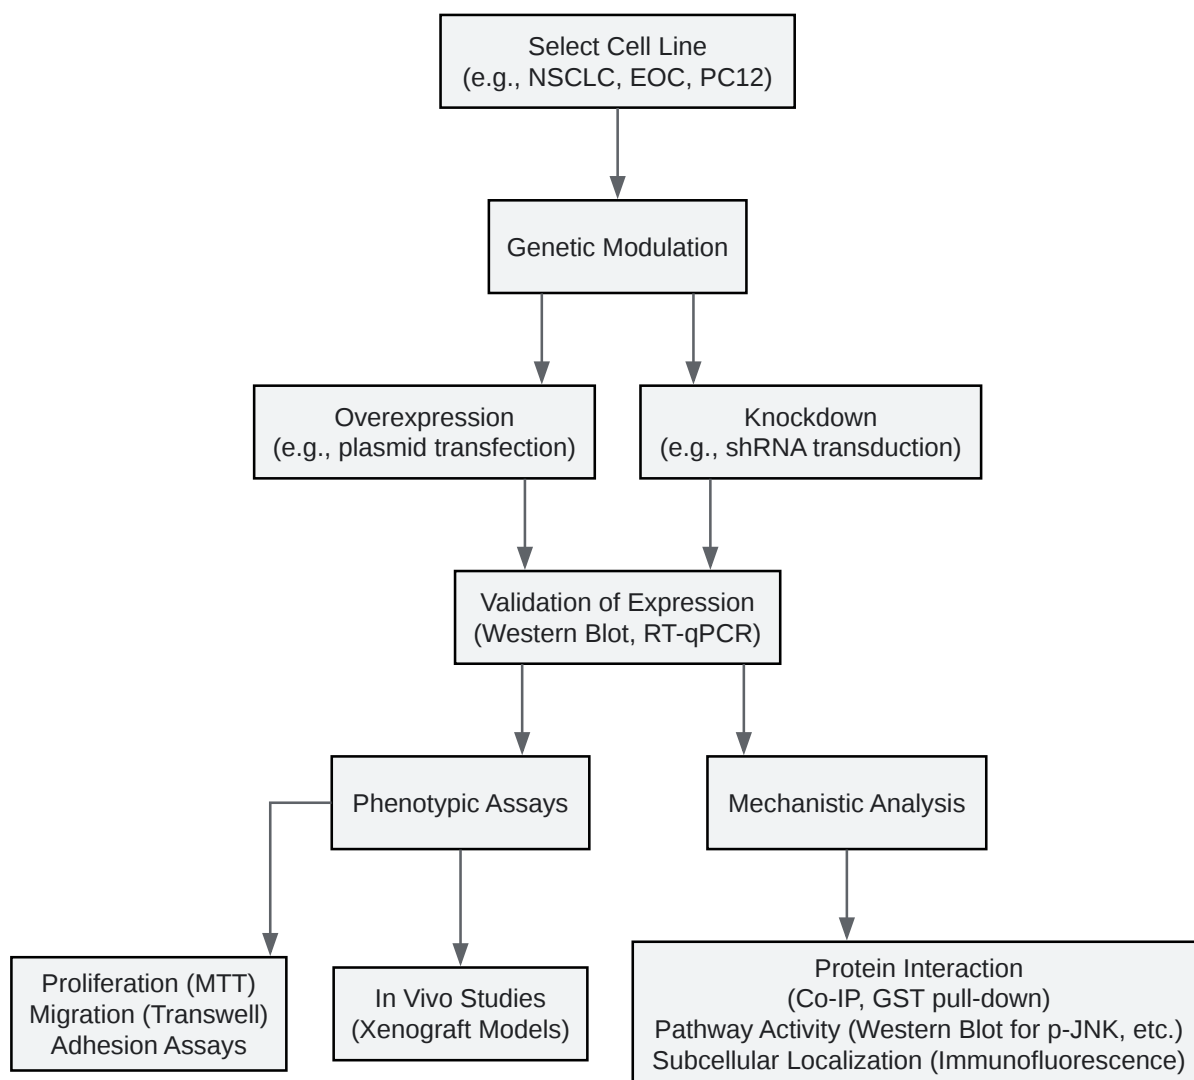 Select Cell Line
(e.g., NSCLC, EOC, PC12)
Genetic Modulation
Overexpression
(e.g., plasmid transfection)
Knockdown
(e.g., shRNA transduction)
Validation of Expression
(Western Blot, RT-qPCR)
Phenotypic Assays
Mechanistic Analysis
Proliferation (MTT)
Migration (Transwell)
Adhesion Assays
In Vivo Studies
(Xenograft Models)
Protein Interaction
(Co-IP, GST pull-down)
Pathway Activity (Western Blot for p-JNK, etc.)
Subcellular Localization (Immunofluorescence)